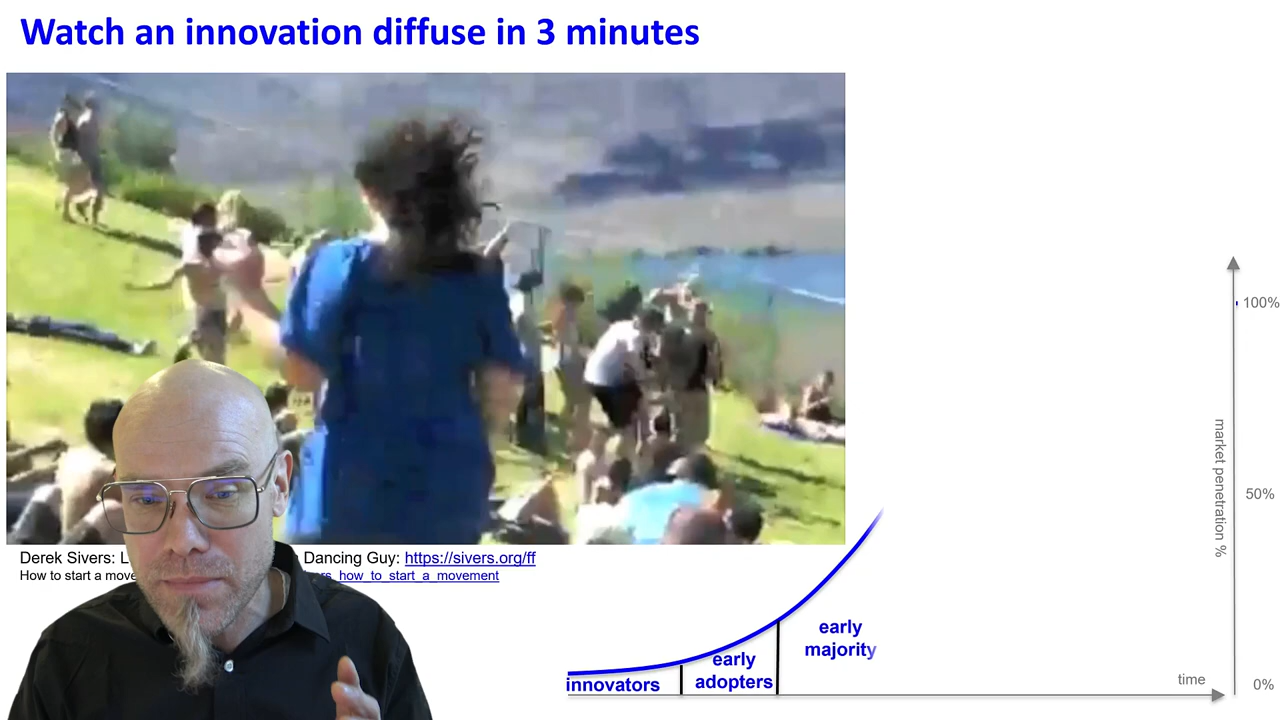 Watch an innovation diffuse in 3 minutes
Derek Sivers: L Dancing Guy: https://sivers.org/ff
How to start a move rs_how_to_start_a_movement
100%
50%
market penetration %
early
majority
early
adopters
innovators
time
0%